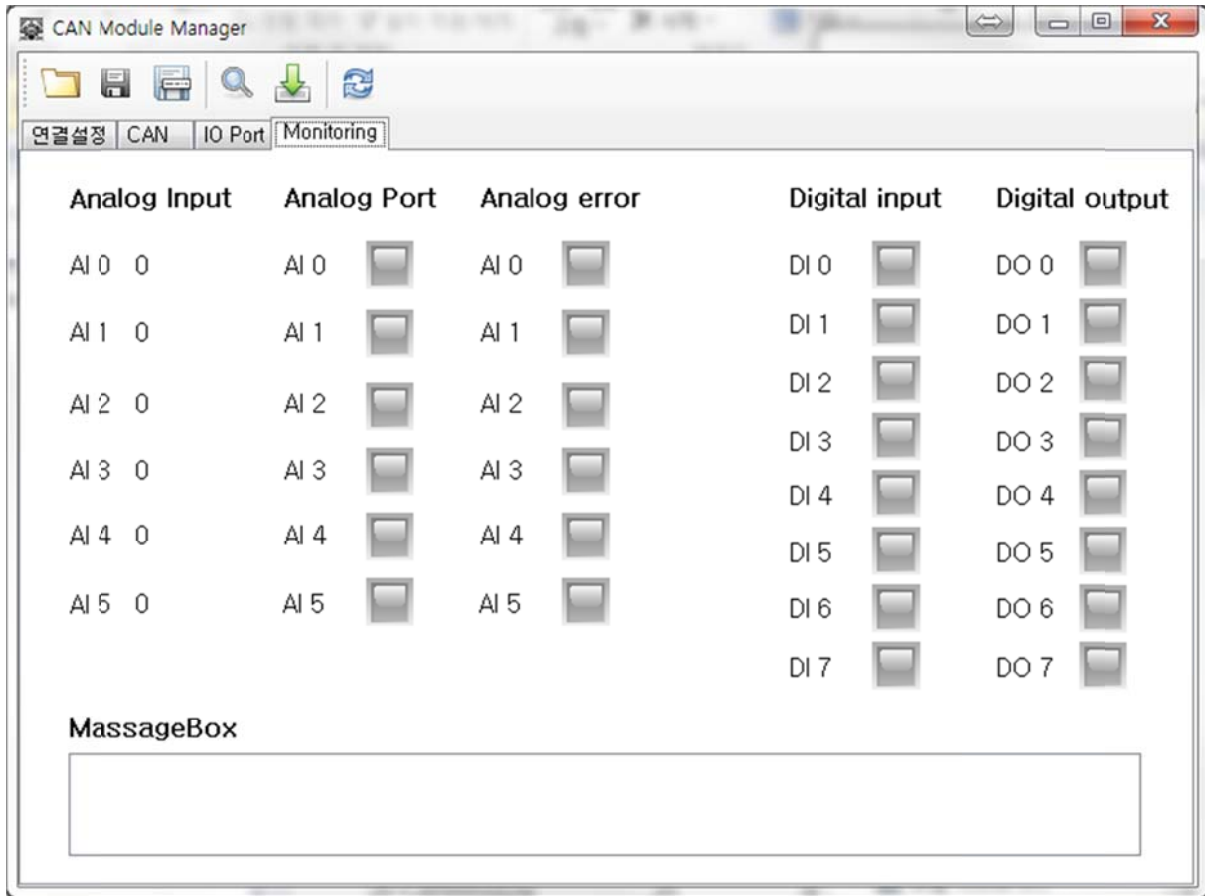 CAN Module Manager
연결설정 CAN IO Port Monitoring
Analog Input Analog Port Analog error Digital input Digital output
AI 0 0 AI 0 AI 0 DI 0 DO 0
AI 1 0 AI 1 AI 1 DI 1 DO 1
AI 2 0 AI 2 AI 2 DI 2 DO 2
AI 3 0 AI 3 AI 3 DI 3 DO 3
AI 4 0 AI 4 AI 4 DI 4 DO 4
AI 5 0 AI 5 AI 5 DI 5 DO 5
DI 6 DO 6
DI 7 DO 7
MassageBox